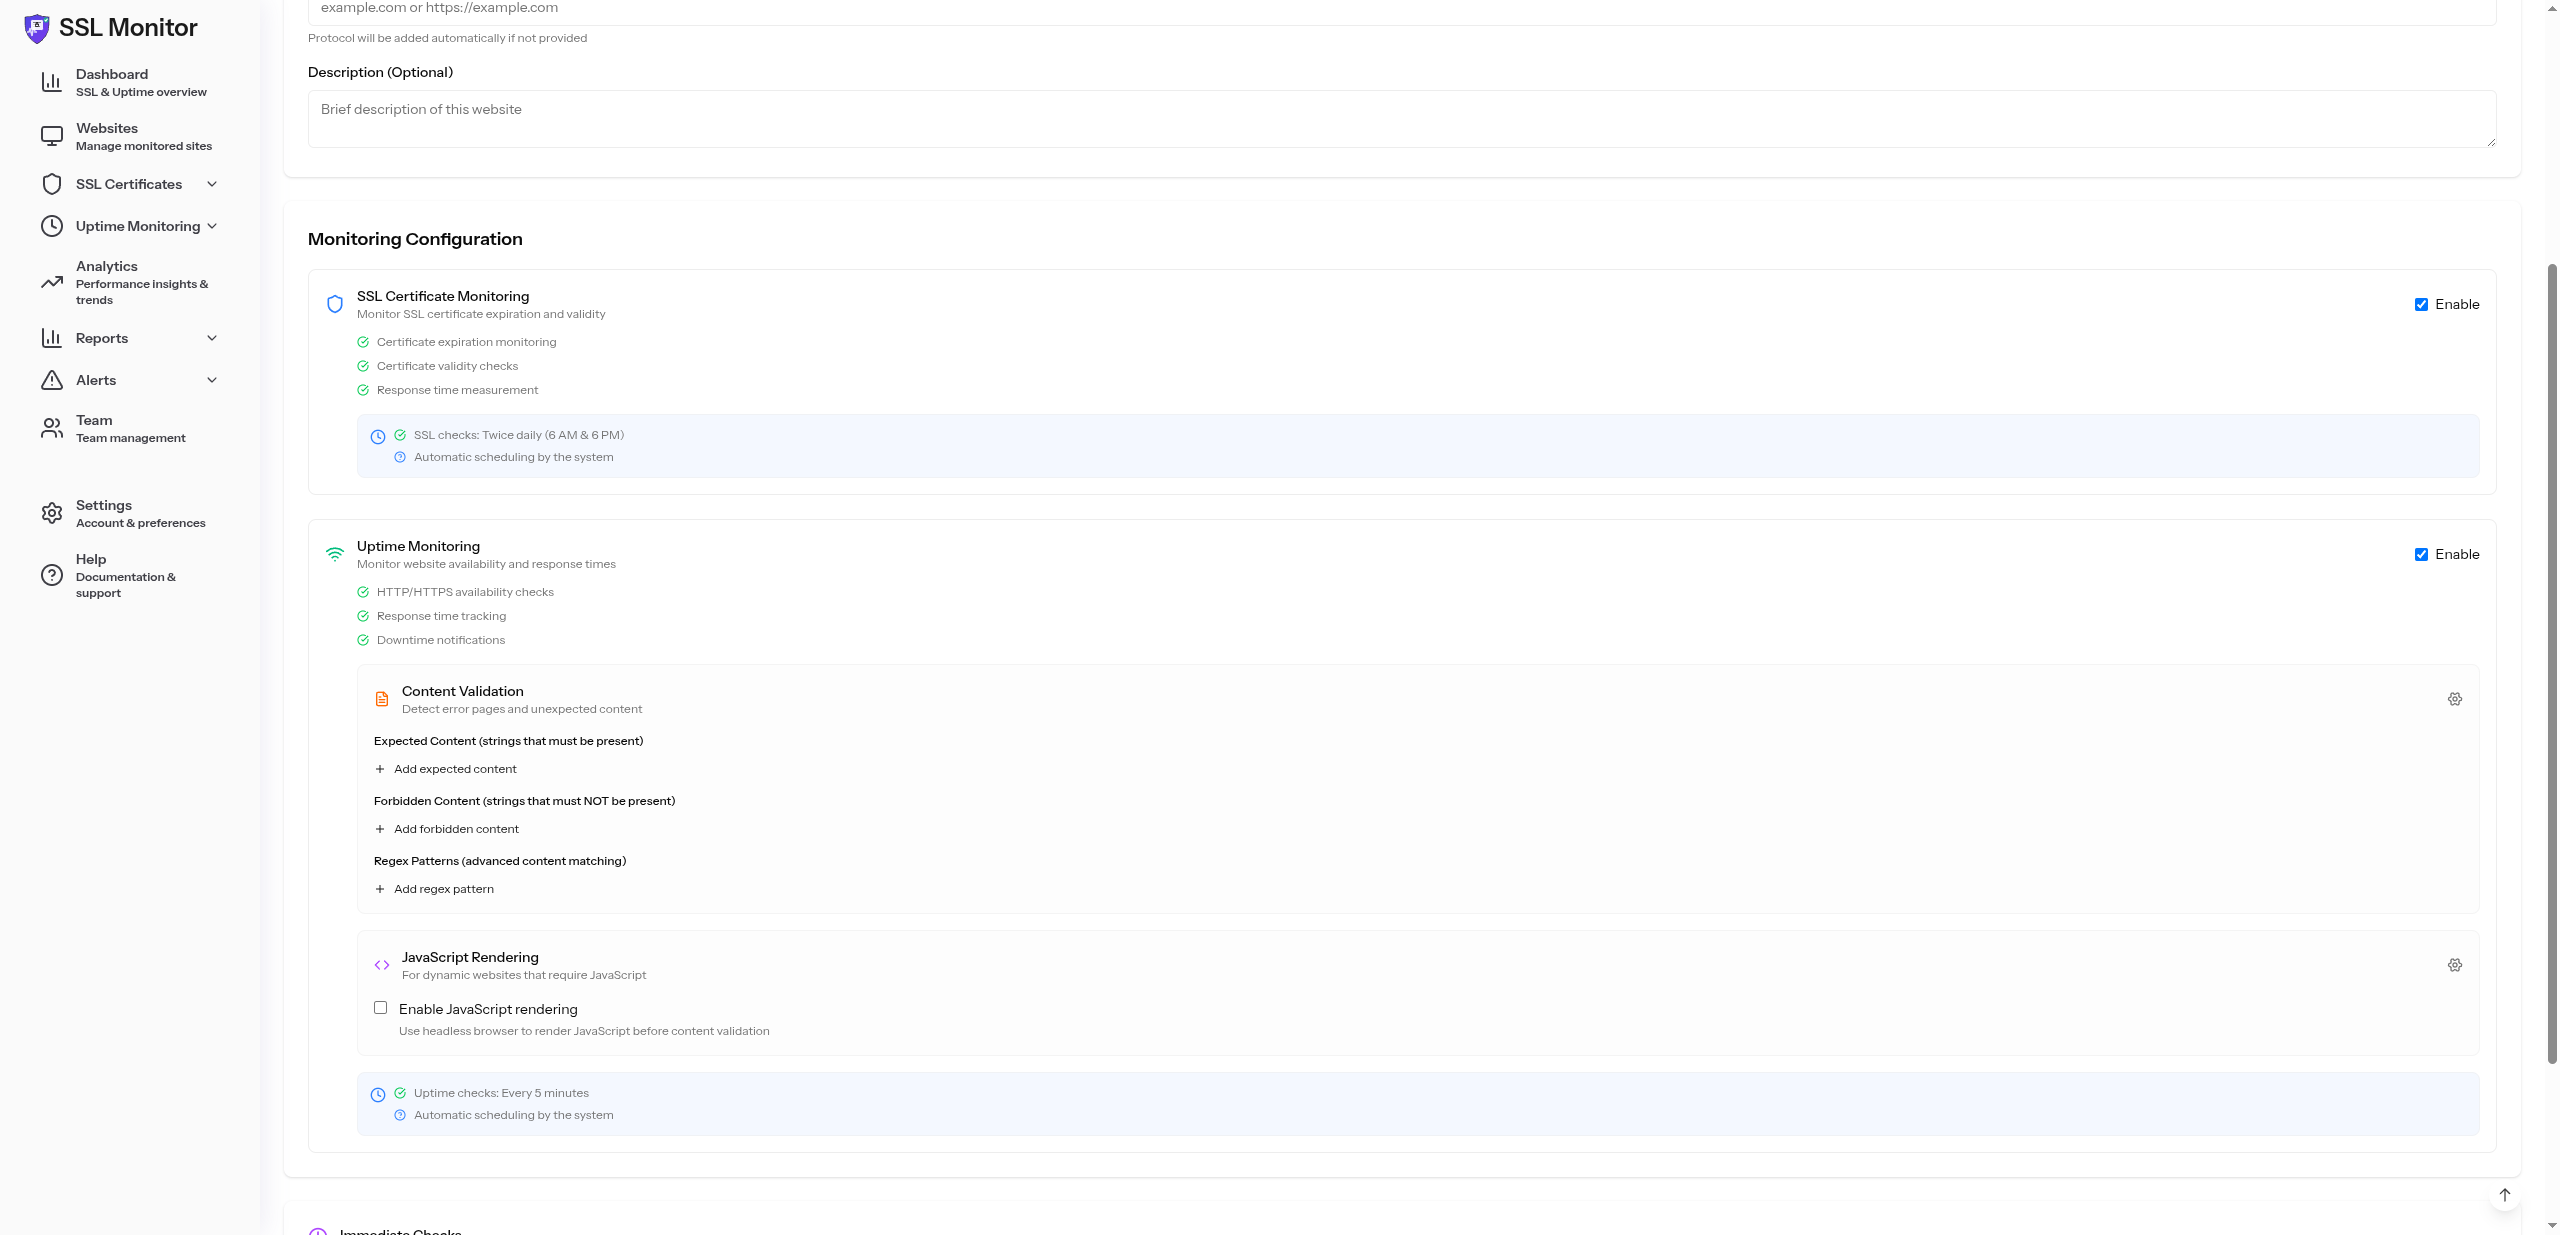 SSL Monitor
Dashboard
SSL & Uptime overview
Websites
Manage monitored sites
SSL Certificates
Uptime Monitoring
Analytics
Performance insights &
trends
Reports
Alerts
Team
Team management
Settings
Account & preferences
Help
Documentation &
support
example.com or https://example.com
Protocol will be added automatically if not provided
Description (Optional)
Brief description of this website
Monitoring Configuration
SSL Certificate Monitoring
Monitor SSL certificate expiration and validity
Enable
Certificate expiration monitoring
Certificate validity checks
Response time measurement
SSL checks: Twice daily (6 AM & 6 PM)
Automatic scheduling by the system
Uptime Monitoring
Monitor website availability and response times
Enable
HTTP/HTTPS availability checks
Response time tracking
Downtime notifications
Content Validation
Detect error pages and unexpected content
Expected Content (strings that must be present)
Add expected content
Forbidden Content (strings that must NOT be present)
Add forbidden content
Regex Patterns (advanced content matching)
Add regex pattern
JavaScript Rendering
For dynamic websites that require JavaScript
Enable JavaScript rendering
Use headless browser to render JavaScript before content validation
Uptime checks: Every 5 minutes
Automatic scheduling by the system
Immediate Checks